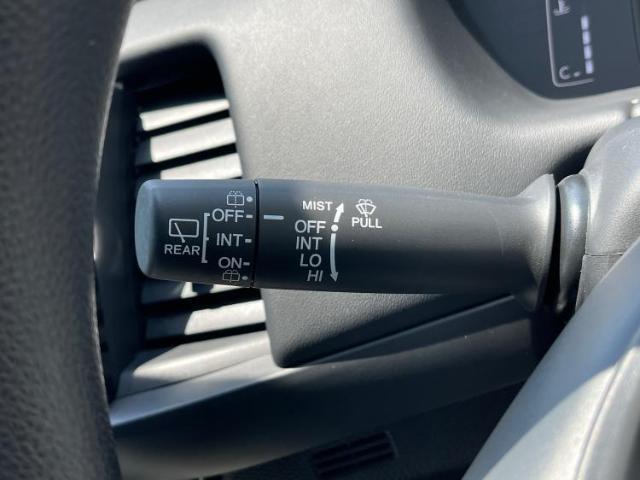 OFF
REAR
INT
ON
MIST
PULL
OFF
INT
LO
HI
C